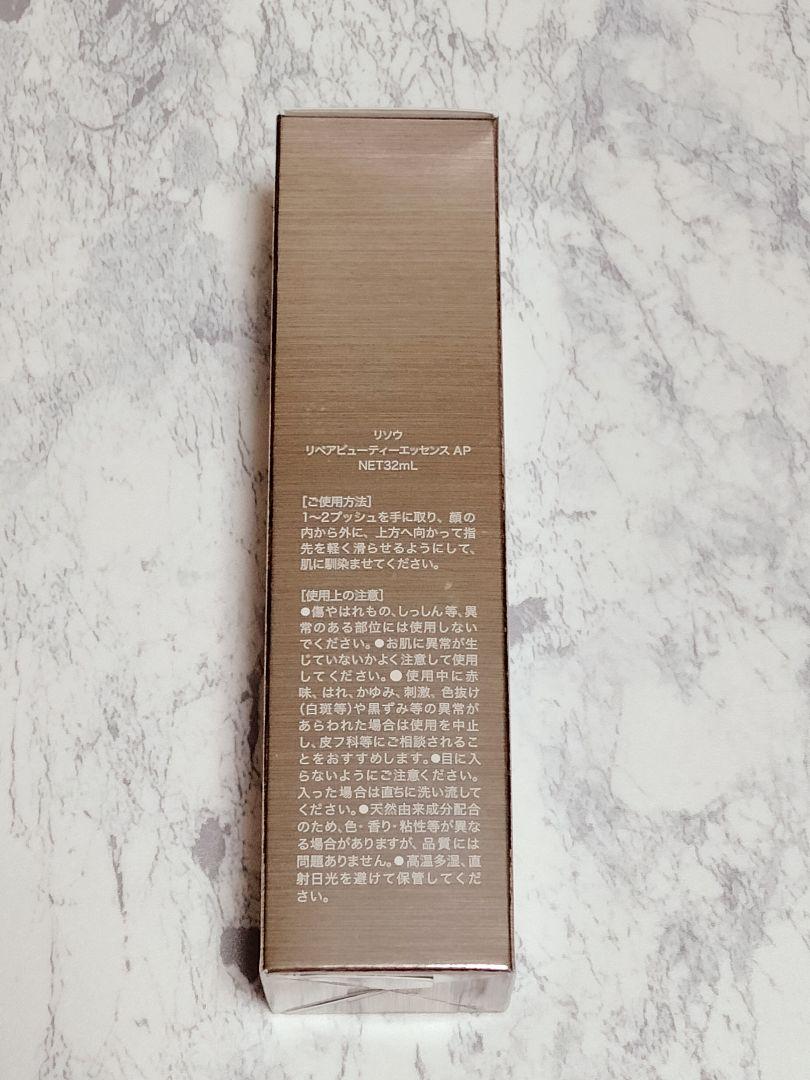 リソウ
リペアビューティーエッセンス AP
NET32mL
[ご使用方法]
1〜2プッシュを手に取り、顔の
内から外に、上方へ向かって指
先を軽く滑らせるようにして、
肌に馴染ませてください。
[使用上の注意]
●傷やはれもの、しっしん等、異
常のある部位には使用しない
でください。●お肌に異常が生
じていないかよく注意して使用
してください。●使用中に赤
味、はれ、かゆみ、刺激、色抜け
(白斑等)や黒ずみ等の異常が
あらわれた場合は使用を中止
し、皮フ科等にご相談されるこ
とをおすすめします。●目に入
らないようにご注意ください。
入った場合は直ちに洗い流して
ください。●天然由来成分配合
のため、色・香り・粘性等が異な
る場合がありますが、品質には
問題ありません。●高温多湿、直
射日光を避けて保管してくだ
さい。